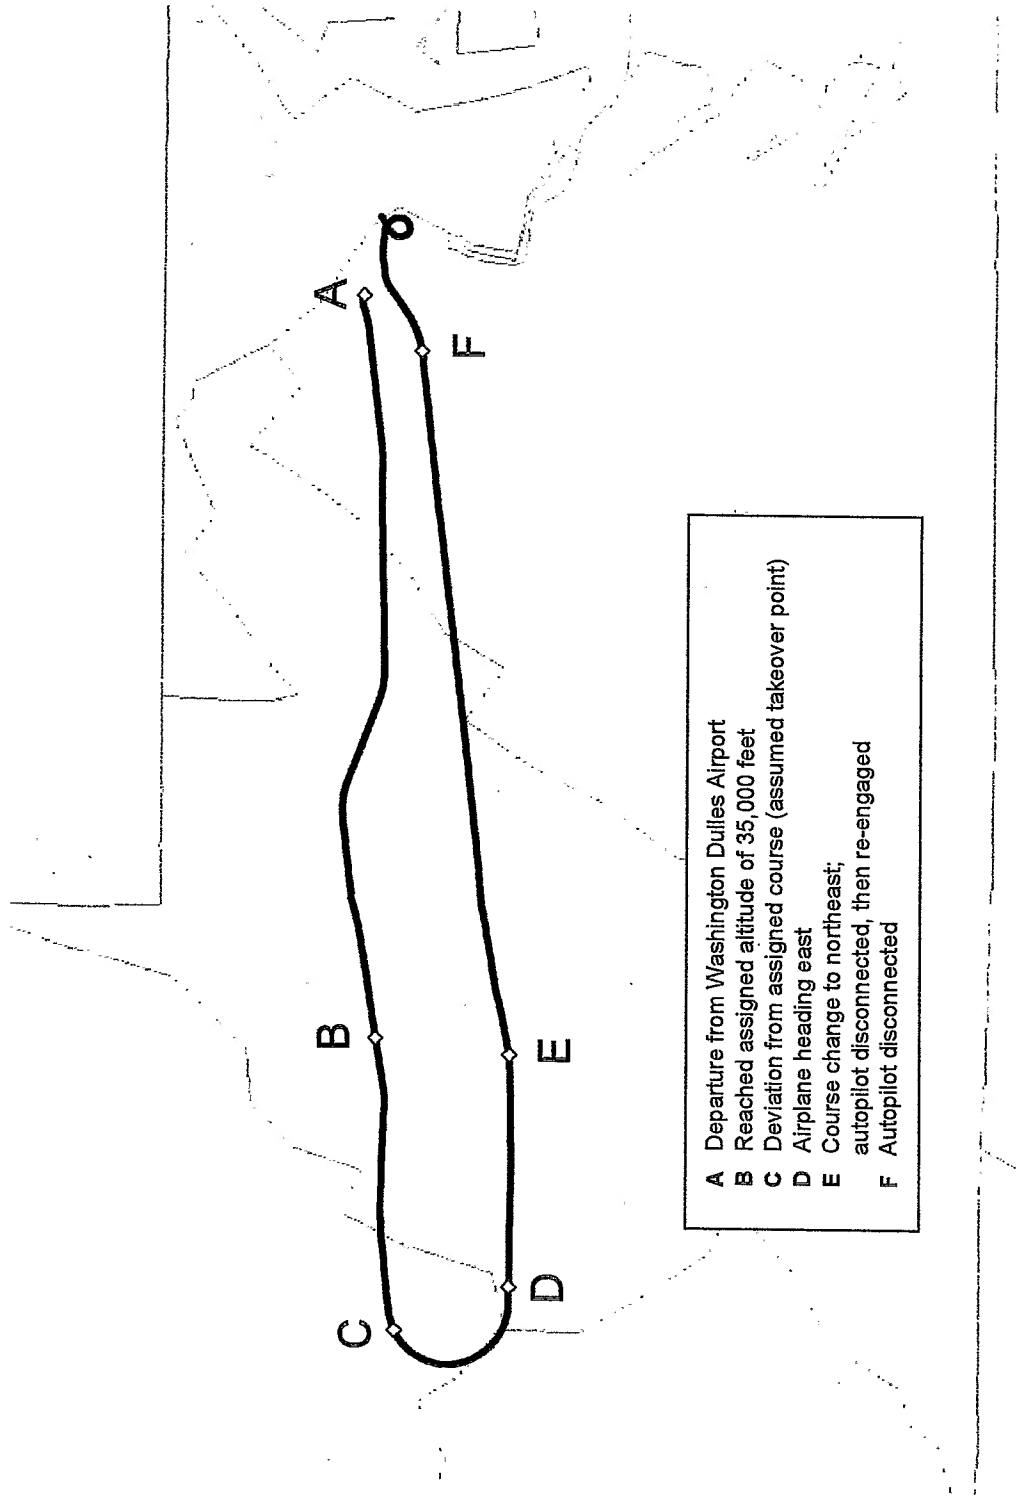 A
B
C
D
E
F
A Departure from Washington Dulles Airport
B Reached assigned altitude of 35,000 feet
C Deviation from assigned course (assumed takeover point)
D Airplane heading east
E Course change to northeast;
autopilot disconnected, then re-engaged
F Autopilot disconnected